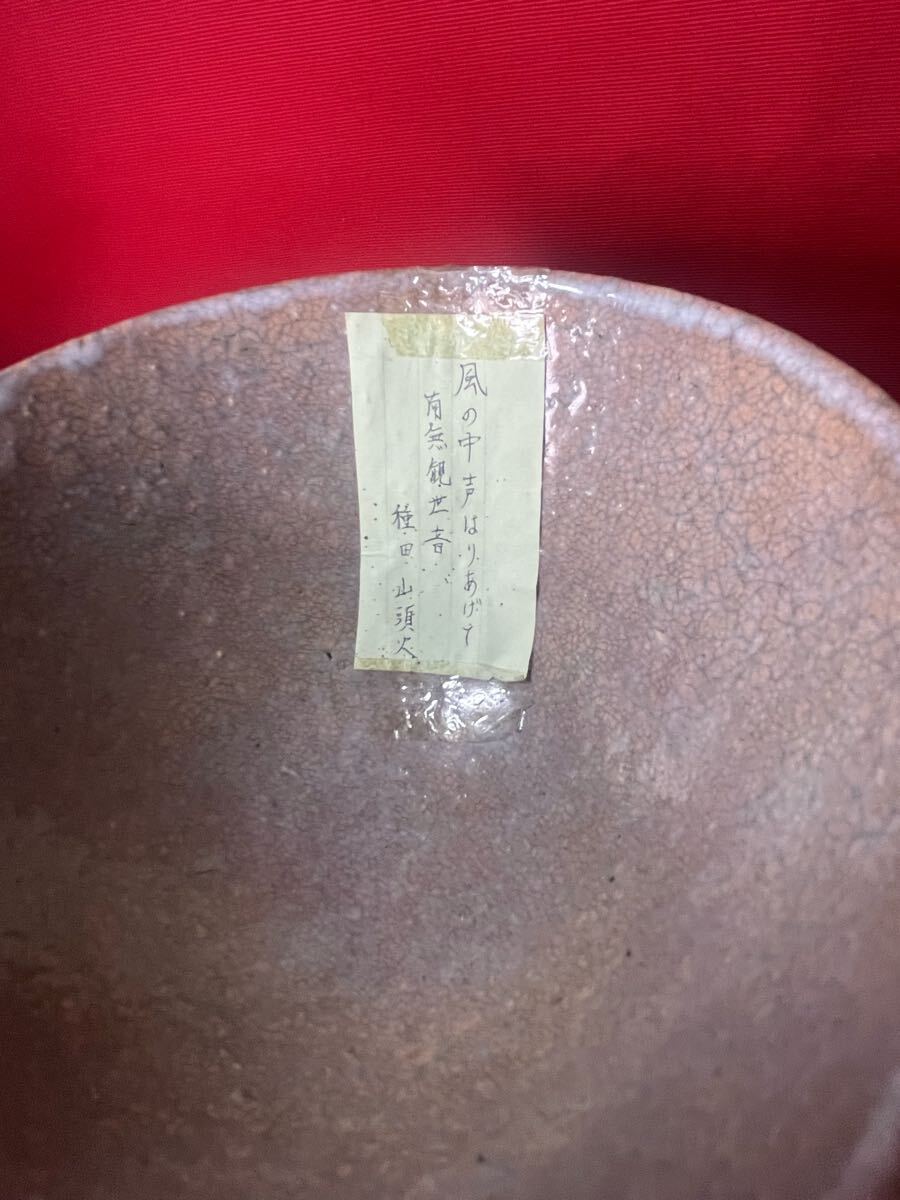 風の中声はりあげて
南無観世音
種田山頭火